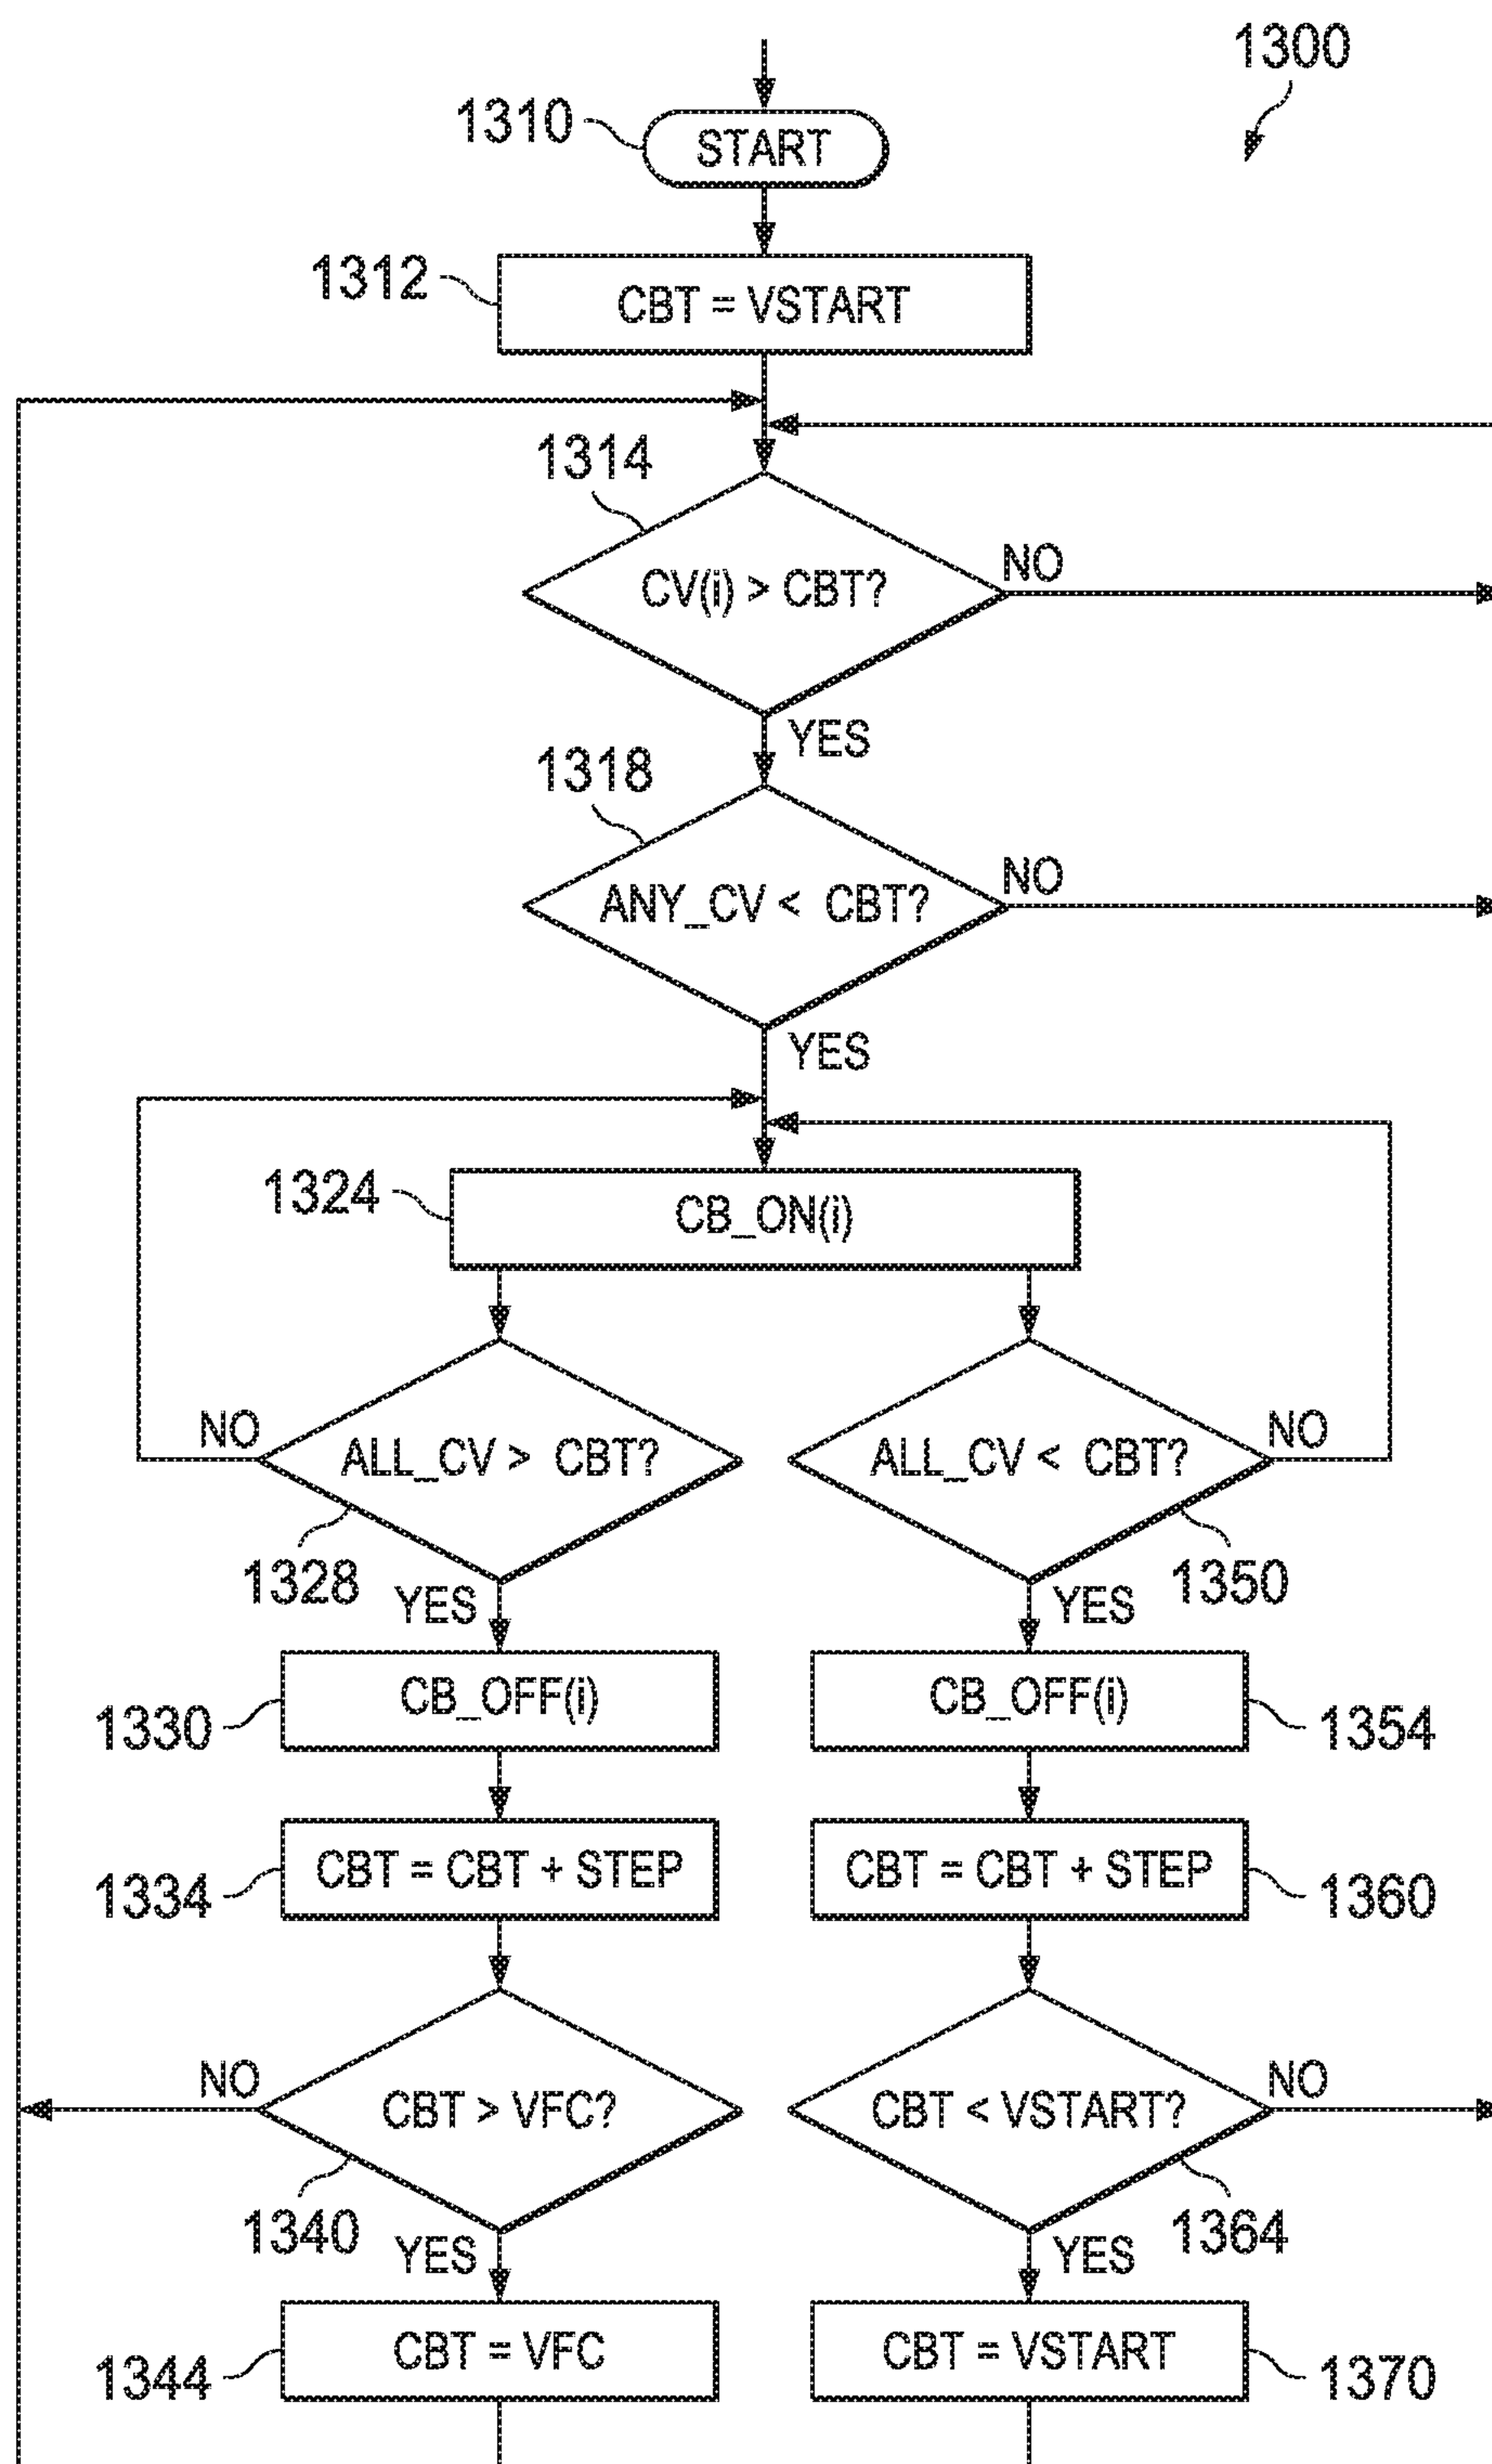 1300
1310
START
1312
CBT = VSTART
1314
CV(i) > CBT?
NO
YES
1318
ANY_CV < CBT?
NO
YES
1324
CB_ON(i)
NO
ALL_CV > CBT?
ALL_CV < CBT?
NO
1328
YES
YES
1350
1330
CB_OFF(i)
CB_OFF(i)
1354
1334
CBT = CBT + STEP
CBT = CBT + STEP
1360
NO
CBT > VFC?
CBT < VSTART?
NO
1340
YES
YES
1364
1344
CBT = VFC
CBT = VSTART
1370